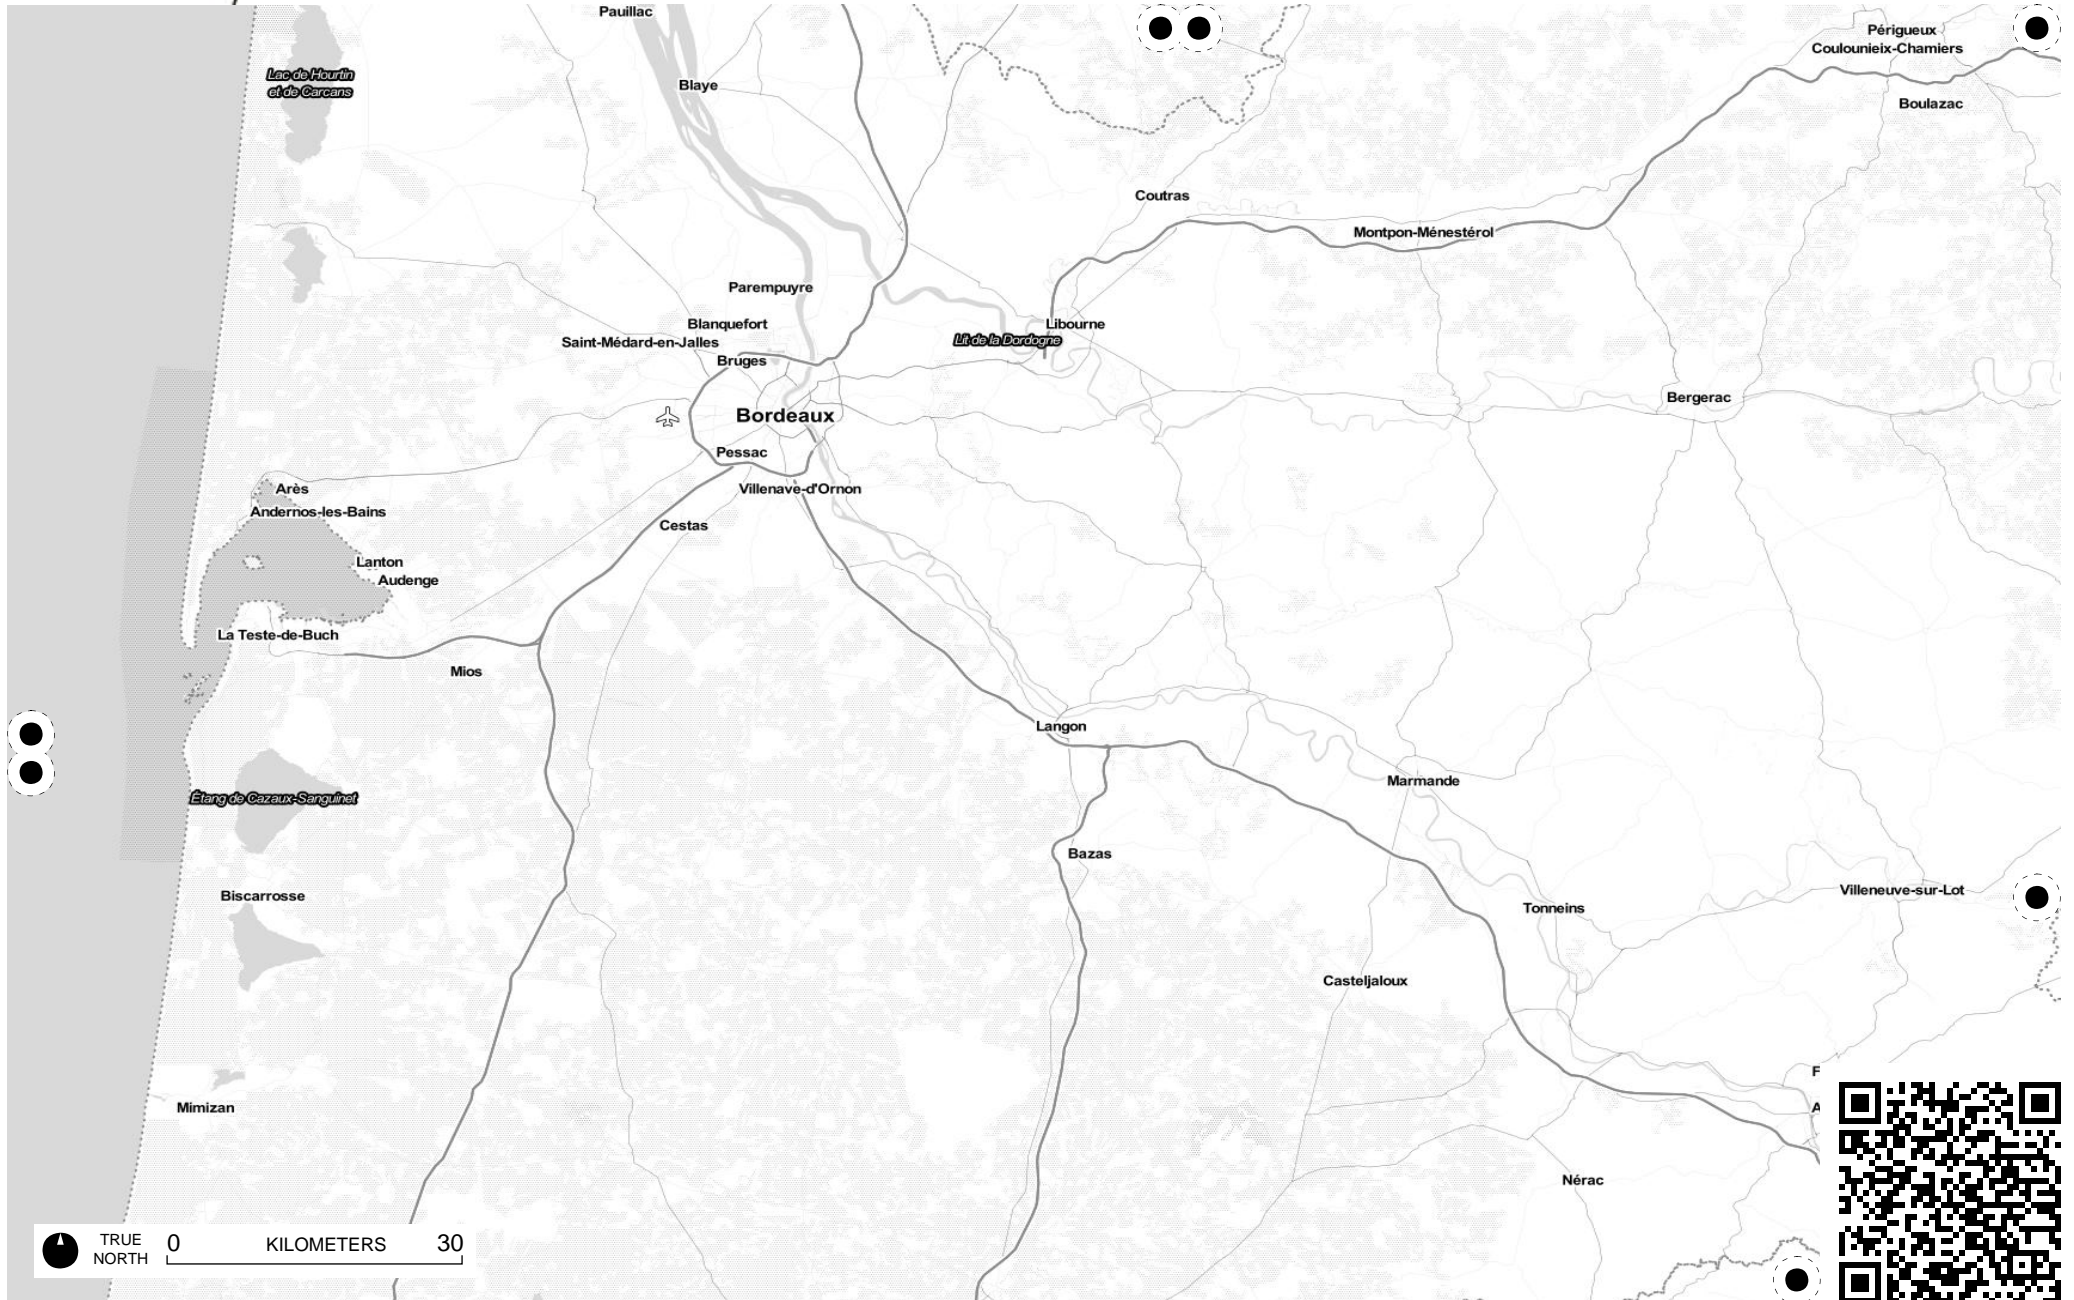 Pauillac
Périgueux
Coulounieix-Chamiers
Lac de Hourtin
et de Carcans
Blaye
Boulazac
Coutras
Montpon-Ménestérol
Parempuyre
Blanquefort
Libourne
Saint-Médard-en-Jalles
Lit de la Dordogne
Bruges
Bergerac
Bordeaux
Pessac
Arès
Villenave-d'Ornon
Andernos-les-Bains
Cestas
Lanton
Audenge
La Teste-de-Buch
Mios
Langon
Marmande
Étang de Cazaux-Sanguinet
Bazas
Villeneuve-sur-Lot
Biscarrosse
Tonneins
Casteljaloux
F
A
Mimizan
Nérac
TRUE
NORTH
0 KILOMETERS 30